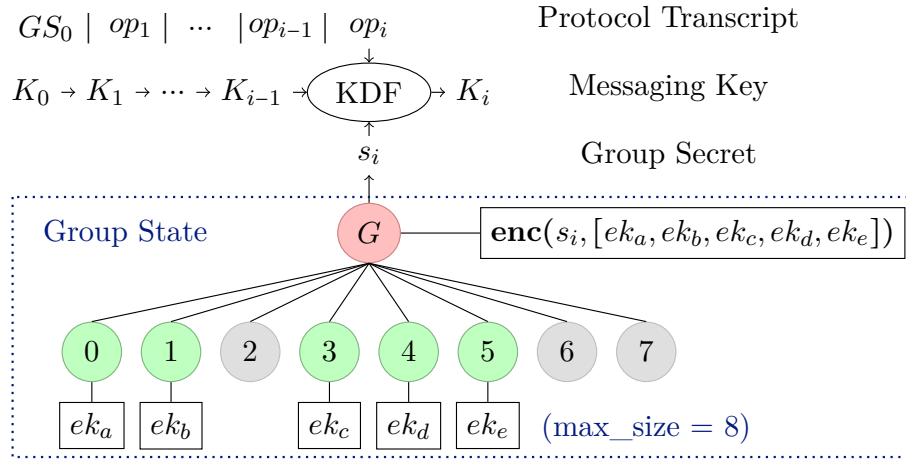 GS₀ | op₁ | ... |opᵢ₋₁| opᵢ Protocol Transcript
K₀ → K₁ → ... → Kᵢ₋₁ → KDF → Kᵢ Messaging Key
sᵢ Group Secret
Group State G enc(sᵢ, [ekₐ, ek_b, ek_c, ek_d, ek_e])
0 1 2 3 4 5 6 7
ekₐ ek_b ek_c ek_d ek_e (max_size = 8)